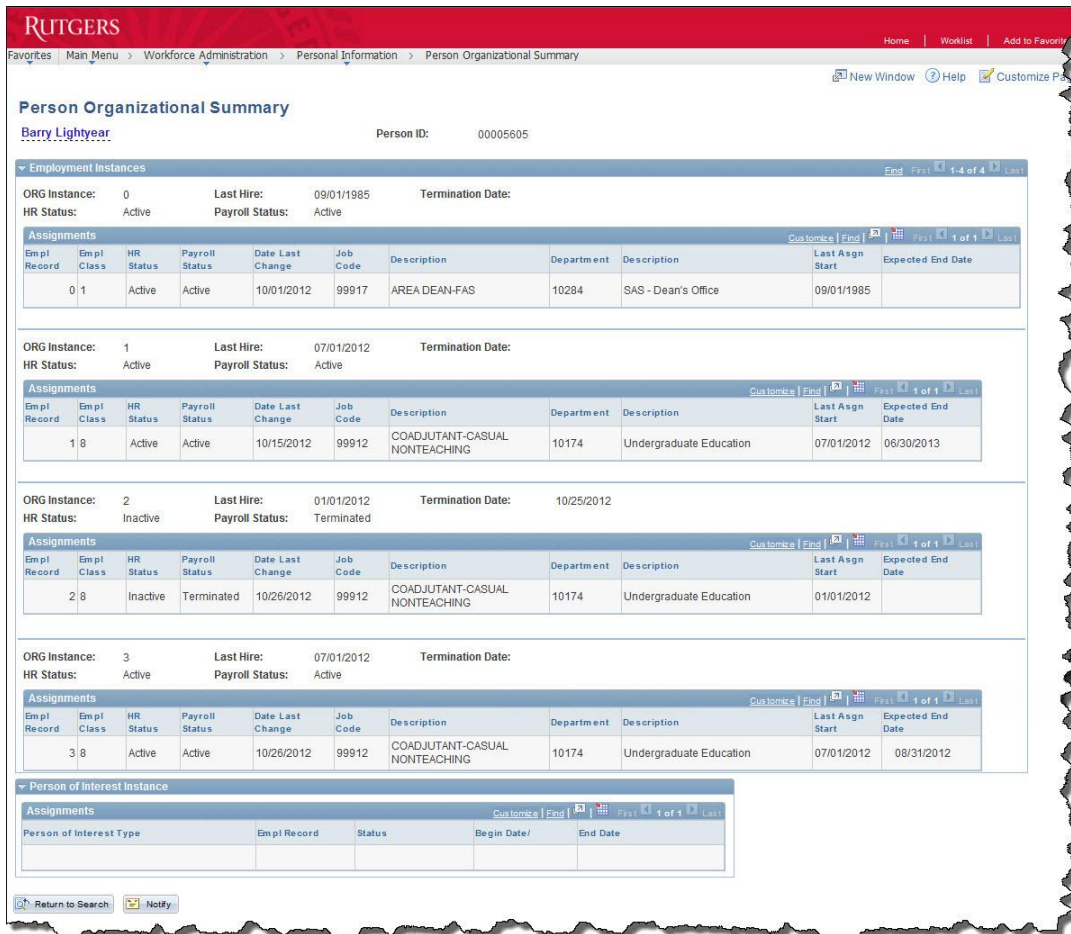 RUTGERS
Home | Worklist | Add to Favorite
Favorites Main Menu > Workforce Administration > Personal Information > Person Organizational Summary
New Window Help Customize Pa
Person Organizational Summary
Barry Lightyear Person ID: 00005605
Employment Instances Find First 1-4 of 4 Last
ORG Instance: 0 Last Hire: 09/01/1985 Termination Date:
HR Status: Active Payroll Status: Active
Assignments Customize | Find | | First 1 of 1 Last
Empl Record Empl Class HR Status Payroll Status Date Last Change Job Code Description Department Description Last Asgn Start Expected End Date
0 1 Active Active 10/01/2012 99917 AREA DEAN-FAS 10284 SAS - Dean's Office 09/01/1985
ORG Instance: 1 Last Hire: 07/01/2012 Termination Date:
HR Status: Active Payroll Status: Active
Assignments Customize | Find | | First 1 of 1 Last
Empl Record Empl Class HR Status Payroll Status Date Last Change Job Code Description Department Description Last Asgn Start Expected End Date
1 8 Active Active 10/15/2012 99912 COADJUTANT-CASUAL NONTEACHING 10174 Undergraduate Education 07/01/2012 06/30/2013
ORG Instance: 2 Last Hire: 01/01/2012 Termination Date: 10/25/2012
HR Status: Inactive Payroll Status: Terminated
Assignments Customize | Find | | First 1 of 1 Last
Empl Record Empl Class HR Status Payroll Status Date Last Change Job Code Description Department Description Last Asgn Start Expected End Date
2 8 Inactive Terminated 10/26/2012 99912 COADJUTANT-CASUAL NONTEACHING 10174 Undergraduate Education 01/01/2012
ORG Instance: 3 Last Hire: 07/01/2012 Termination Date:
HR Status: Active Payroll Status: Active
Assignments Customize | Find | | First 1 of 1 Last
Empl Record Empl Class HR Status Payroll Status Date Last Change Job Code Description Department Description Last Asgn Start Expected End Date
3 8 Active Active 10/26/2012 99912 COADJUTANT-CASUAL NONTEACHING 10174 Undergraduate Education 07/01/2012 08/31/2012
Person of Interest Instance
Assignments Customize | Find | | First 1 of 1 Last
Person of Interest Type Empl Record Status Begin Date/ End Date
Return to Search Notify